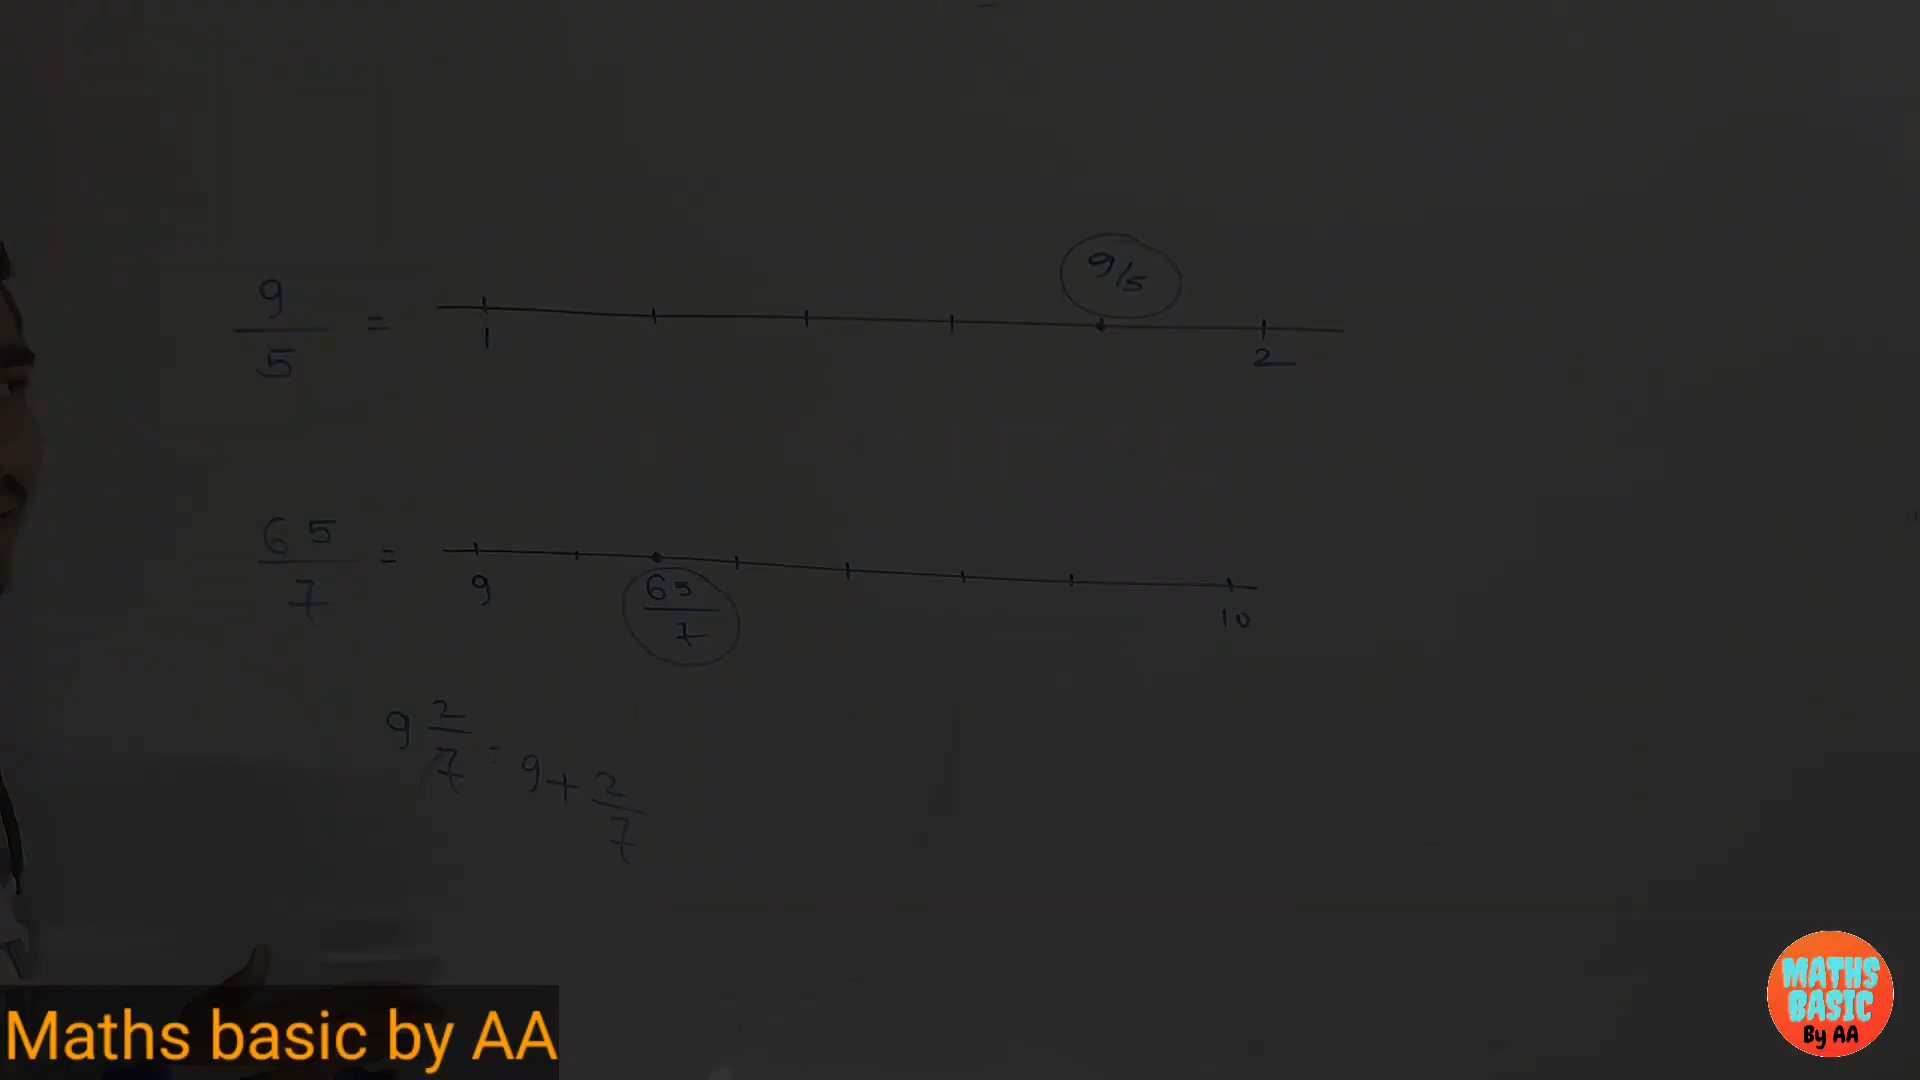 9/5
9/5 =
1
2
65/7 =
9
65/7
10
9 2/7 = 9 + 2/7
MATHS
BASIC
By AA
Maths basic by AA